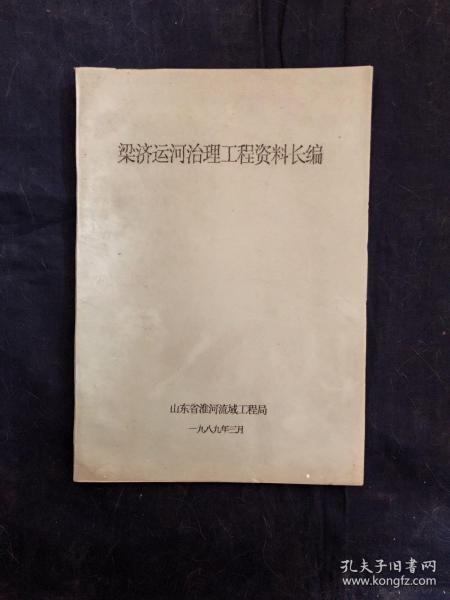 梁济运河治理工程资料长编
山东省淮河流域工程局
一九八九年三月
孔夫子旧书网
www.kongfz.com